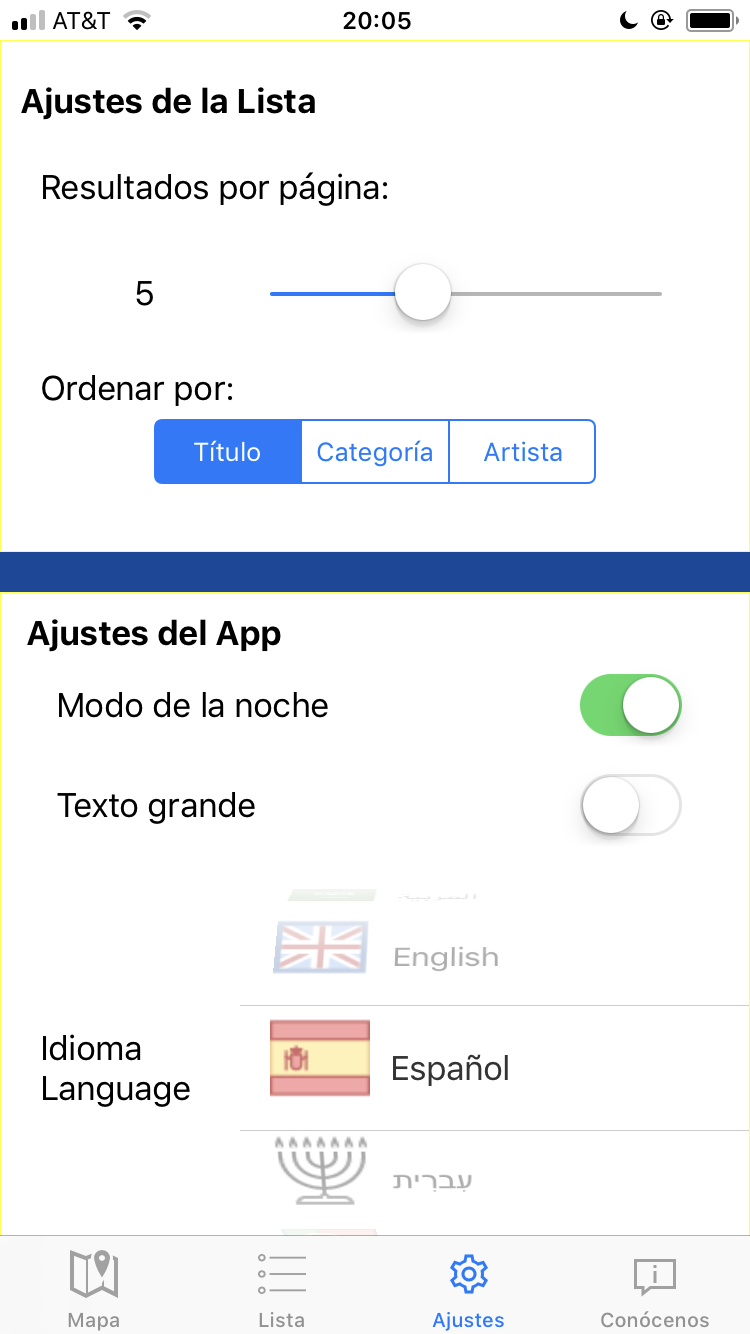 AT&T 20:05
Ajustes de la Lista
Resultados por página:
5
Ordenar por:
Título Categoría Artista
Ajustes del App
Modo de la noche
Texto grande
English
Español
Idioma
Language
עִברִית
Mapa Lista Ajustes Conócenos